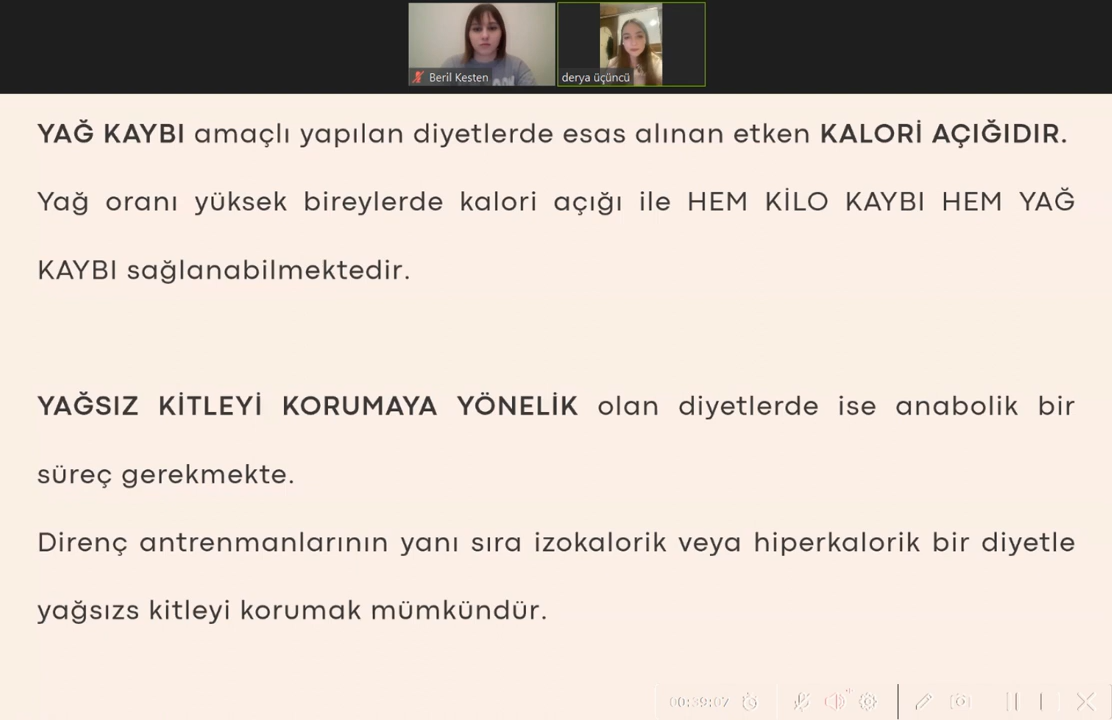 Beril Kesten
derya üçüncü
YAĞ KAYBI amaçlı yapılan diyetlerde esas alınan etken KALORİ AÇIĞIDIR.
Yağ oranı yüksek bireylerde kalori açığı ile HEM KİLO KAYBI HEM YAĞ
KAYBI sağlanabilmektedir.
YAĞSIZ KİTLEYİ KORUMAYA YÖNELİK olan diyetlerde ise anabolik bir
süreç gerekmekte.
Direnç antrenmanlarının yanı sıra izokalorik veya hiperkalorik bir diyetle
yağsızs kitleyi korumak mümkündür.
00:39:07